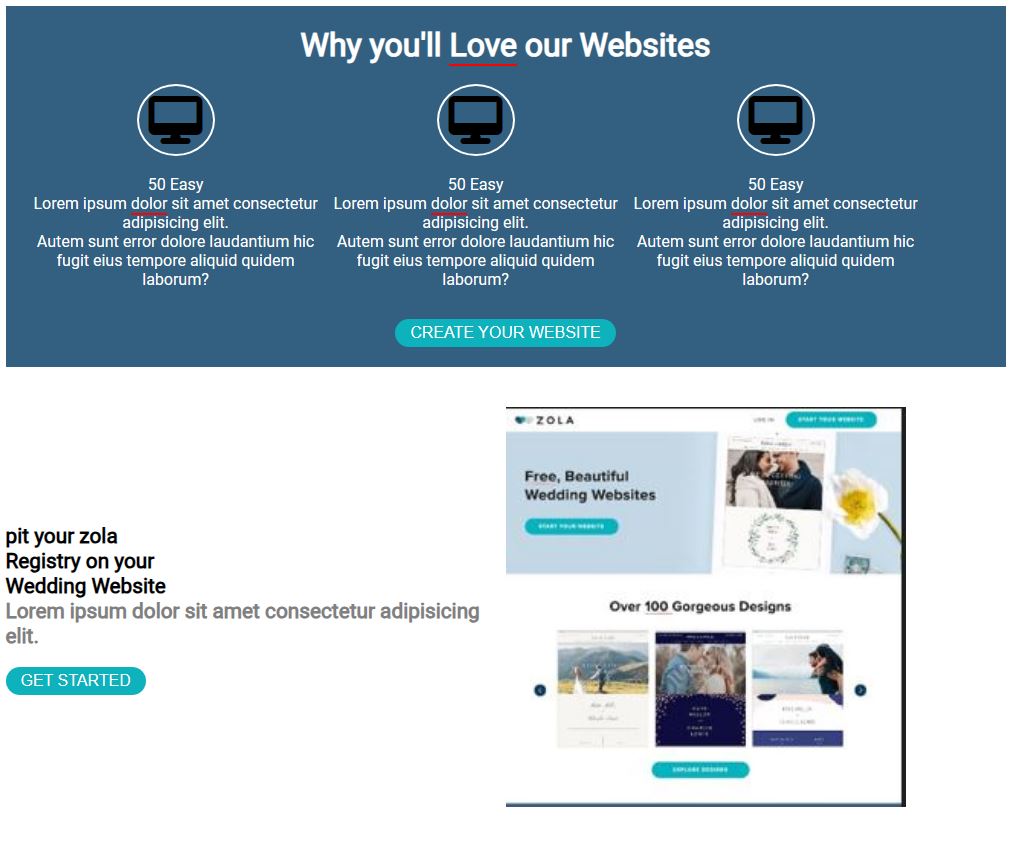 Why you'll Love our Websites
50 Easy
Lorem ipsum dolor sit amet consectetur
adipisicing elit.
Autem sunt error dolore laudantium hic
fugit eius tempore aliquid quidem
laborum?
50 Easy
Lorem ipsum dolor sit amet consectetur
adipisicing elit.
Autem sunt error dolore laudantium hic
fugit eius tempore aliquid quidem
laborum?
50 Easy
Lorem ipsum dolor sit amet consectetur
adipisicing elit.
Autem sunt error dolore laudantium hic
fugit eius tempore aliquid quidem
laborum?
CREATE YOUR WEBSITE
pit your zola
Registry on your
Wedding Website
Lorem ipsum dolor sit amet consectetur adipisicing
elit.
GET STARTED
ZOLA
LOG IN
START YOUR WEBSITE
Free, Beautiful
Wedding Websites
START YOUR WEBSITE
Over 100 Gorgeous Designs
EXPLORE DESIGNS